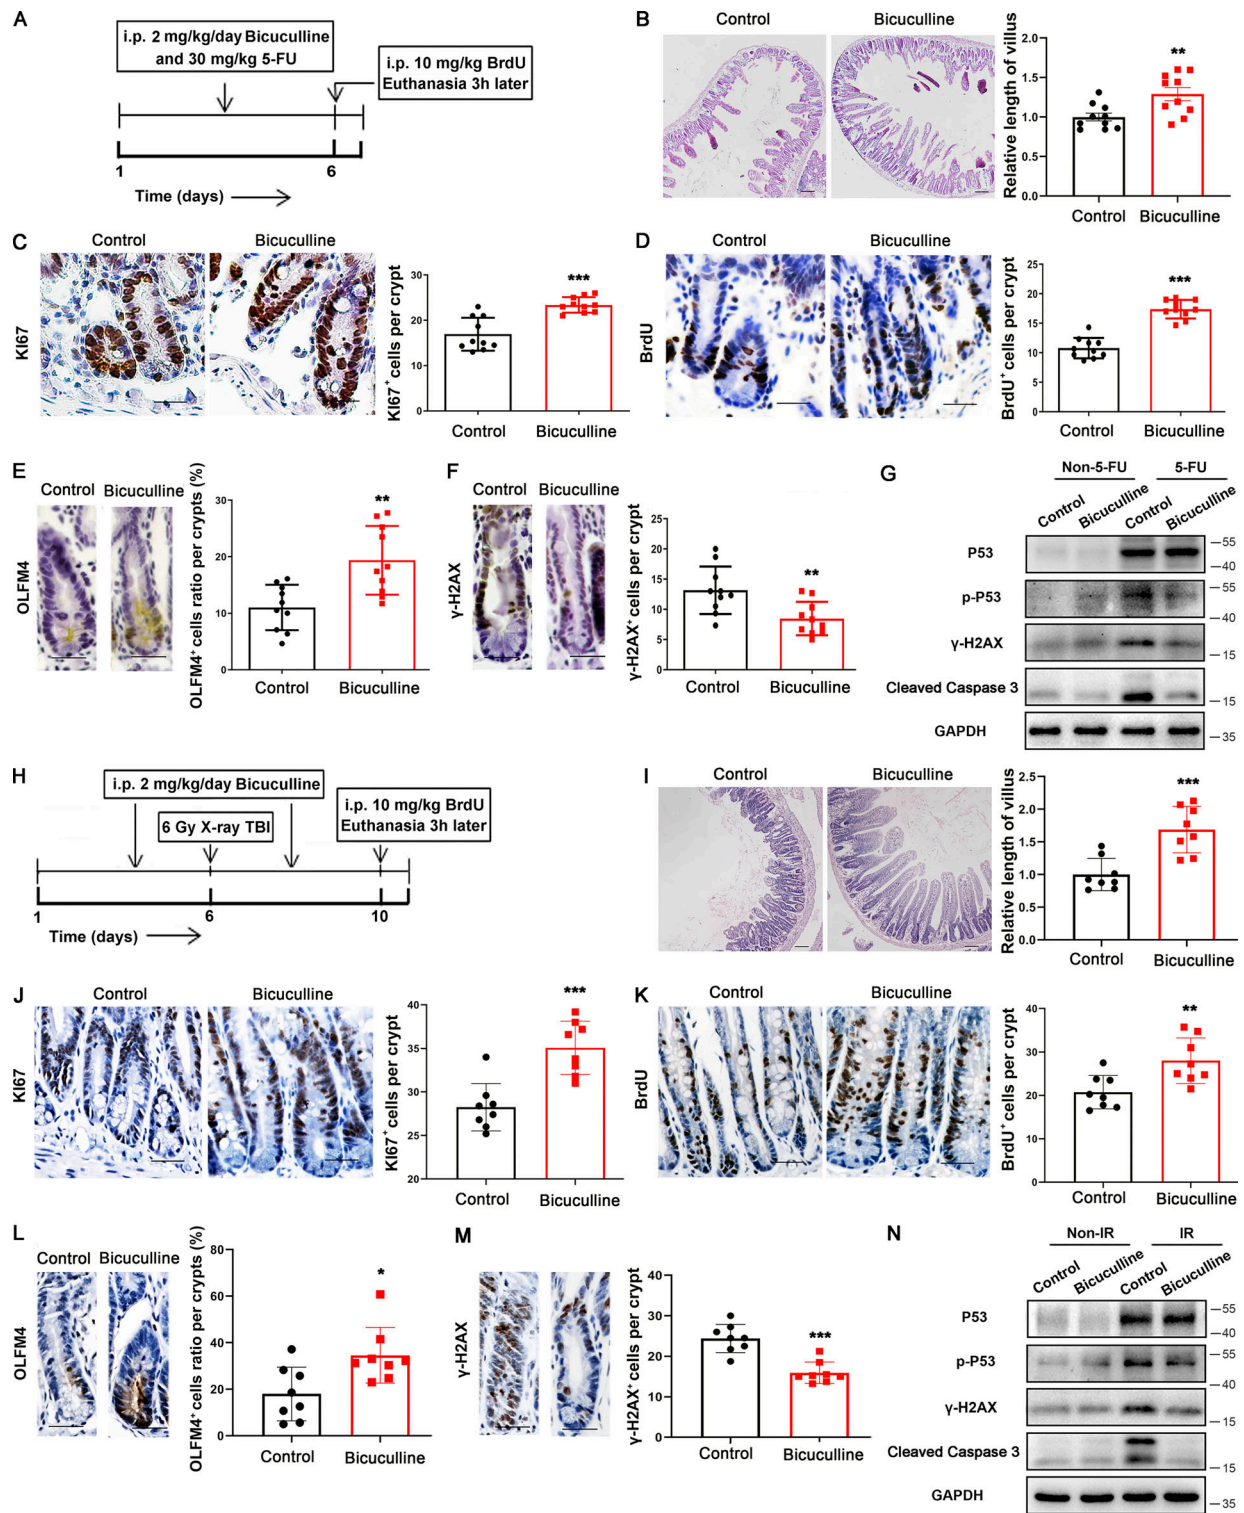 A
i.p. 2 mg/kg/day Bicuculline
and 30 mg/kg 5-FU
i.p. 10 mg/kg BrdU
Euthanasia 3h later
1
6
Time (days)
B
Control
Bicuculline
Relative length of villus
2.0
1.5
1.0
0.5
0.0
**
Control
Bicuculline
C
Control
Bicuculline
KI67
KI67⁺ cells per crypt
30
20
10
0
***
Control
Bicuculline
D
Control
Bicuculline
BrdU
BrdU⁺ cells per crypt
25
20
15
10
5
0
***
Control
Bicuculline
E
Control
Bicuculline
OLFM4
OLFM4⁺ cells ratio per crypts (%)
30
20
10
0
**
Control
Bicuculline
F
Control
Bicuculline
γ-H2AX
γ-H2AX⁺ cells per crypt
25
20
15
10
5
0
**
Control
Bicuculline
G
Non-5-FU
5-FU
Control
Bicuculline
Control
Bicuculline
P53
55
40
p-P53
55
40
γ-H2AX
15
Cleaved Caspase 3
15
GAPDH
35
H
i.p. 2 mg/kg/day Bicuculline
6 Gy X-ray TBI
i.p. 10 mg/kg BrdU
Euthanasia 3h later
1
6
10
Time (days)
I
Control
Bicuculline
Relative length of villus
2.5
2.0
1.5
1.0
0.5
0.0
***
Control
Bicuculline
J
Control
Bicuculline
KI67
KI67⁺ cells per crypt
40
35
30
25
20
***
Control
Bicuculline
K
Control
Bicuculline
BrdU
BrdU⁺ cells per crypt
40
30
20
10
0
**
Control
Bicuculline
L
Control
Bicuculline
OLFM4
OLFM4⁺ cells ratio per crypts (%)
80
60
40
20
0
*
Control
Bicuculline
M
Control
Bicuculline
γ-H2AX
γ-H2AX⁺ cells per crypt
40
30
20
10
0
***
Control
Bicuculline
N
Non-IR
IR
Control
Bicuculline
Control
Bicuculline
P53
55
40
p-P53
55
40
γ-H2AX
15
Cleaved Caspase 3
15
GAPDH
35